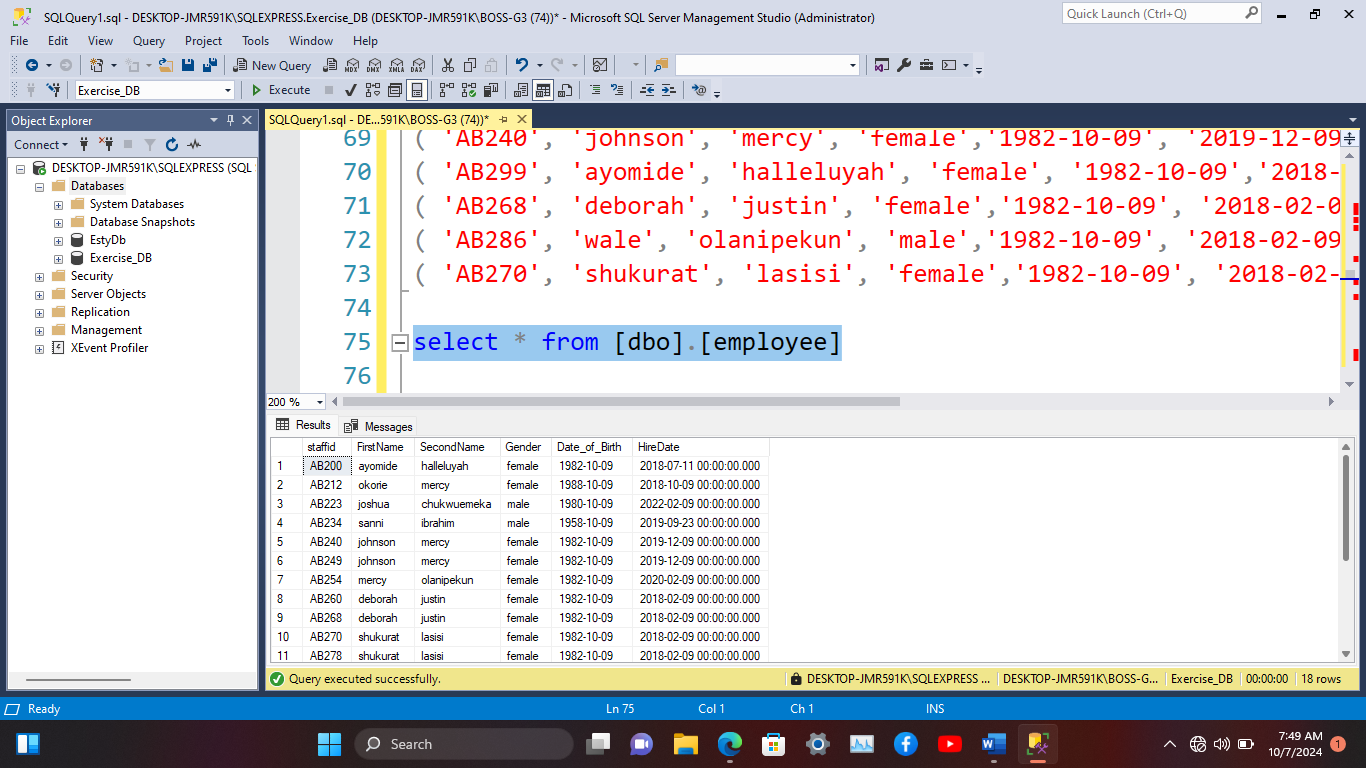 SQLQuery1.sql - DESKTOP-JMR591K\SQLEXPRESS.Exercise_DB (DESKTOP-JMR591K\BOSS-G3 (74))* - Microsoft SQL Server Management Studio (Administrator)
Quick Launch (Ctrl+Q)
File Edit View Query Project Tools Window Help
New Query MDX DMX XMLA DAX
Exercise_DB Execute
Object Explorer
SQLQuery1.sql - DE...591K\BOSS-G3 (74))*
Connect
DESKTOP-JMR591K\SQLEXPRESS (SQL S
Databases
System Databases
Database Snapshots
EstyDb
Exercise_DB
Security
Server Objects
Replication
Management
XEvent Profiler
69 ( 'AB240', 'johnson', 'mercy', 'female','1982-10-09', '2019-12-09
70 ( 'AB299', 'ayomide', 'halleluyah', 'female', '1982-10-09','2018-
71 ( 'AB268', 'deborah', 'justin', 'female','1982-10-09', '2018-02-0
72 ( 'AB286', 'wale', 'olanipekun', 'male','1982-10-09', '2018-02-09
73 ( 'AB270', 'shukurat', 'lasisi', 'female','1982-10-09', '2018-02-
74
75 select * from [dbo].[employee]
76
200 %
Results Messages
staffid FirstName SecondName Gender Date_of_Birth HireDate
1 AB200 ayomide halleluyah female 1982-10-09 2018-07-11 00:00:00.000
2 AB212 okorie mercy female 1988-10-09 2018-10-09 00:00:00.000
3 AB223 joshua chukwuemeka male 1980-10-09 2022-02-09 00:00:00.000
4 AB234 sanni ibrahim male 1958-10-09 2019-09-23 00:00:00.000
5 AB240 johnson mercy female 1982-10-09 2019-12-09 00:00:00.000
6 AB249 johnson mercy female 1982-10-09 2019-12-09 00:00:00.000
7 AB254 mercy olanipekun female 1982-10-09 2020-02-09 00:00:00.000
8 AB260 deborah justin female 1982-10-09 2018-02-09 00:00:00.000
9 AB268 deborah justin female 1982-10-09 2018-02-09 00:00:00.000
10 AB270 shukurat lasisi female 1982-10-09 2018-02-09 00:00:00.000
11 AB278 shukurat lasisi female 1982-10-09 2018-02-09 00:00:00.000
Query executed successfully. DESKTOP-JMR591K\SQLEXPRESS ... DESKTOP-JMR591K\BOSS-G... Exercise_DB 00:00:00 18 rows
Ready Ln 75 Col 1 Ch 1 INS
Search
7:49 AM
10/7/2024
1